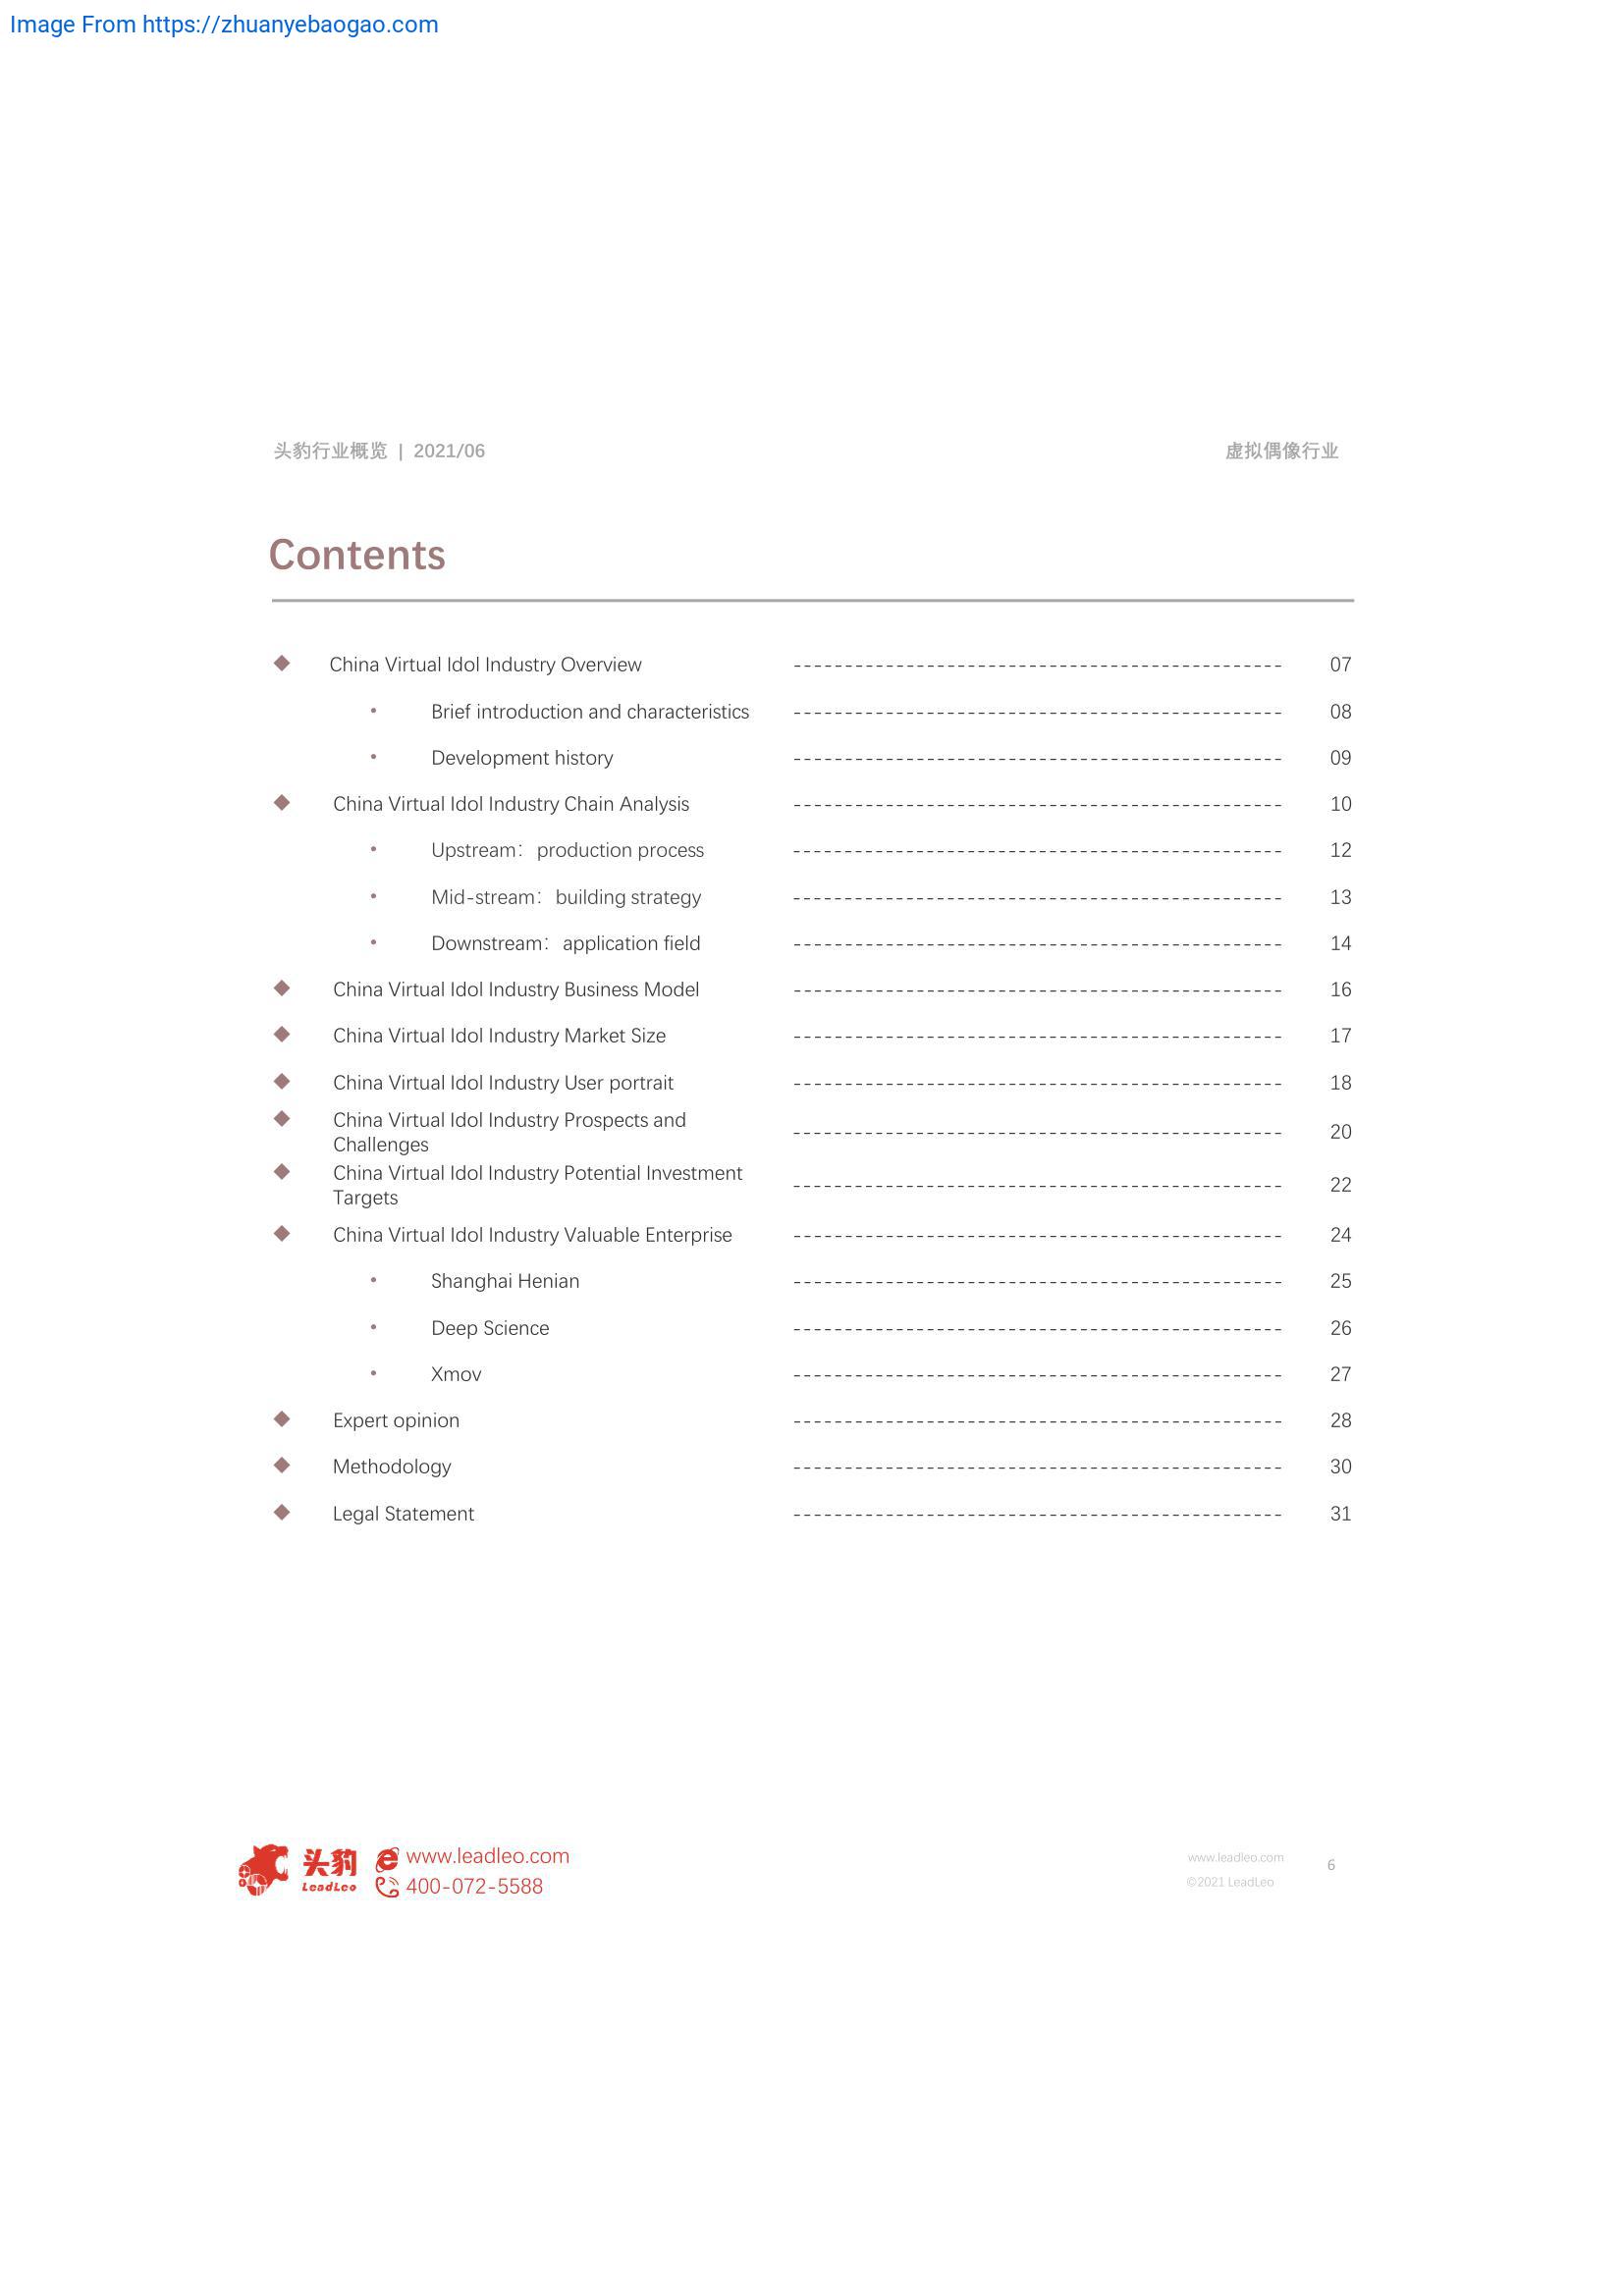 Image From https://zhuanyebaogao.com
头豹行业概览 | 2021/06
虚拟偶像行业
Contents
China Virtual Idol Industry Overview ------------------------------------------------ 07
Brief introduction and characteristics ------------------------------------------------ 08
Development history ------------------------------------------------ 09
China Virtual Idol Industry Chain Analysis ------------------------------------------------ 10
Upstream：production process ------------------------------------------------ 12
Mid-stream：building strategy ------------------------------------------------ 13
Downstream：application field ------------------------------------------------ 14
China Virtual Idol Industry Business Model ------------------------------------------------ 16
China Virtual Idol Industry Market Size ------------------------------------------------ 17
China Virtual Idol Industry User portrait ------------------------------------------------ 18
China Virtual Idol Industry Prospects and
Challenges ------------------------------------------------ 20
China Virtual Idol Industry Potential Investment
Targets ------------------------------------------------ 22
China Virtual Idol Industry Valuable Enterprise ------------------------------------------------ 24
Shanghai Henian ------------------------------------------------ 25
Deep Science ------------------------------------------------ 26
Xmov ------------------------------------------------ 27
Expert opinion ------------------------------------------------ 28
Methodology ------------------------------------------------ 30
Legal Statement ------------------------------------------------ 31
头豹
LeadLeo
www.leadleo.com
400-072-5588
www.leadleo.com
©2021 LeadLeo
6